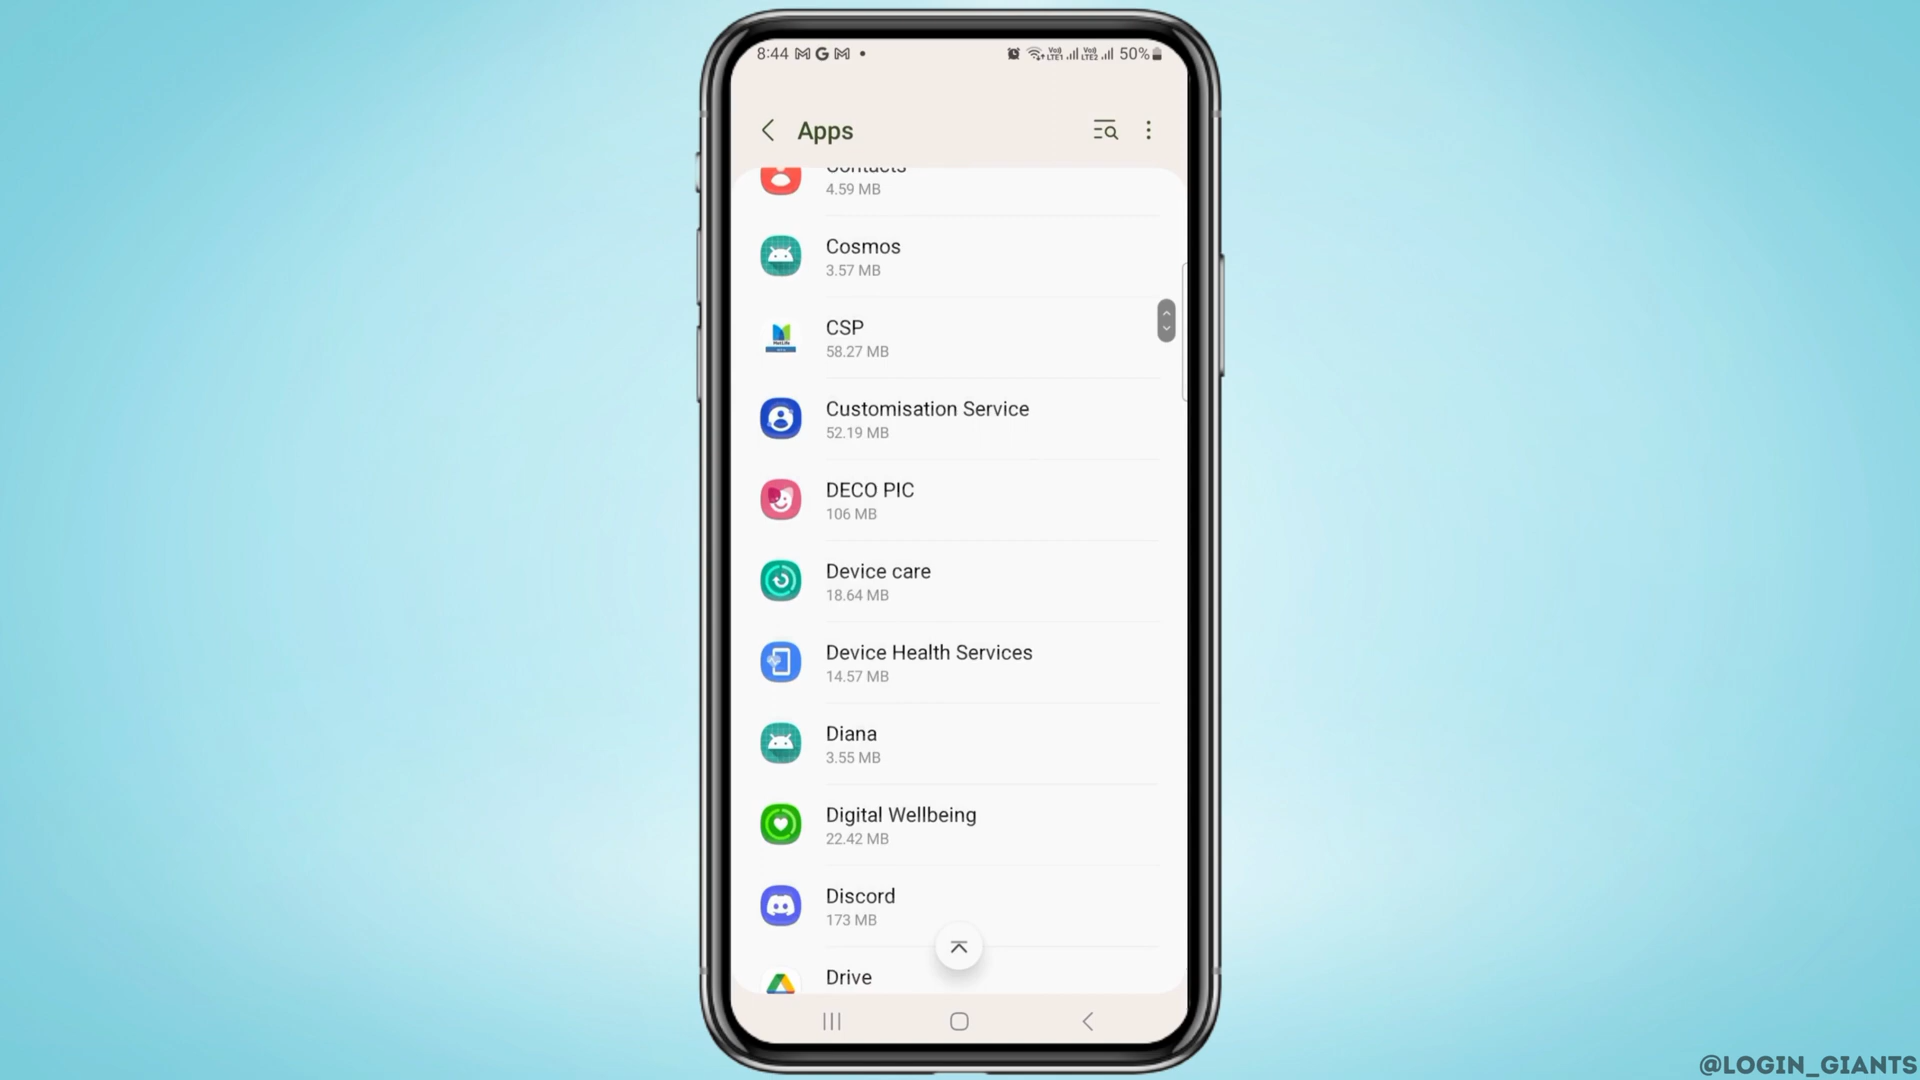 8:44
50%
Apps
Contacts
4.59 MB
Cosmos
3.57 MB
CSP
58.27 MB
Customisation Service
52.19 MB
DECO PIC
106 MB
Device care
18.64 MB
Device Health Services
14.57 MB
Diana
3.55 MB
Digital Wellbeing
22.42 MB
Discord
173 MB
Drive
@LOGIN_GIANTS